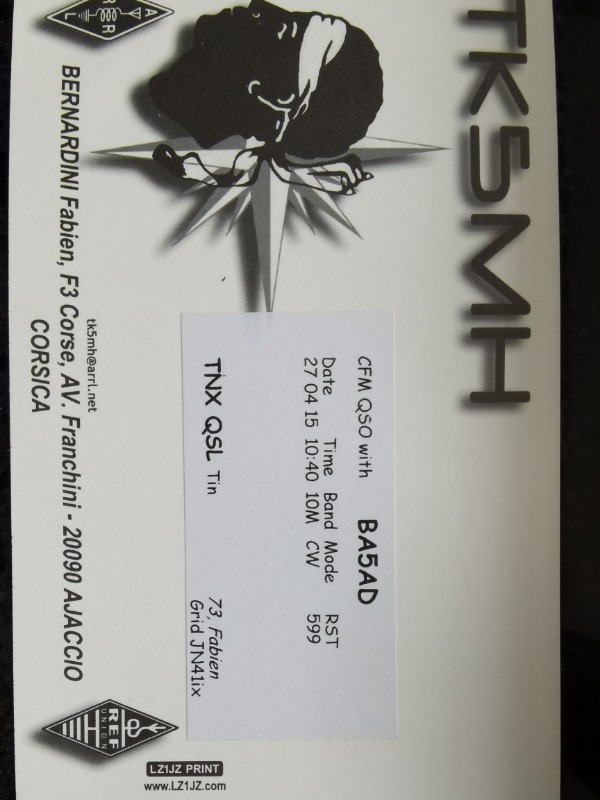 TK5MH
ARRL
CFM QSO with BA5AD
Date Time Band Mode RST
27 04 15 10:40 10M CW 599
TNX QSL Tin
73, Fabien
Grid JN41ix
tk5mh@arrl.net
BERNARDINI Fabien, F3 Corse, AV. Franchini - 20090 AJACCIO
CORSICA
REF
UNION
LZ1JZ PRINT
www.LZ1JZ.com